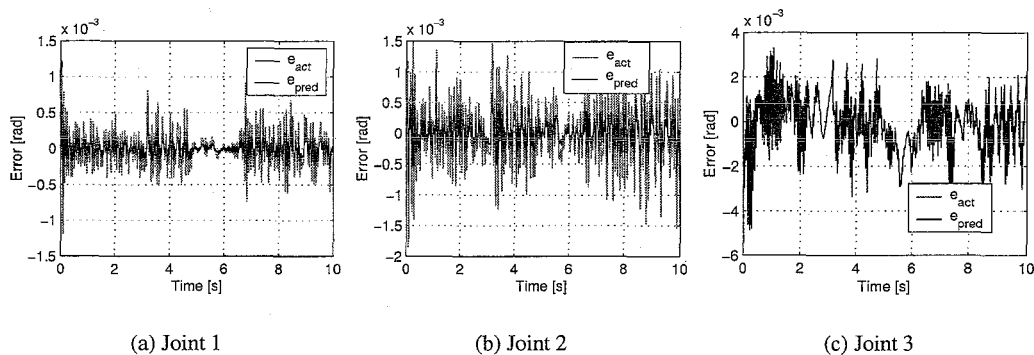 x 10⁻³
1.5
1
0.5
0
-0.5
-1
-1.5
Error [rad]
e_act
e_pred
0 2 4 6 8 10
Time [s]
(a) Joint 1
x 10⁻³
1.5
1
0.5
0
-0.5
-1
-1.5
-2
Error [rad]
e_act
e_pred
0 2 4 6 8 10
Time [s]
(b) Joint 2
x 10⁻³
4
2
0
-2
-4
-6
Error [rad]
e_act
e_pred
0 2 4 6 8 10
Time [s]
(c) Joint 3